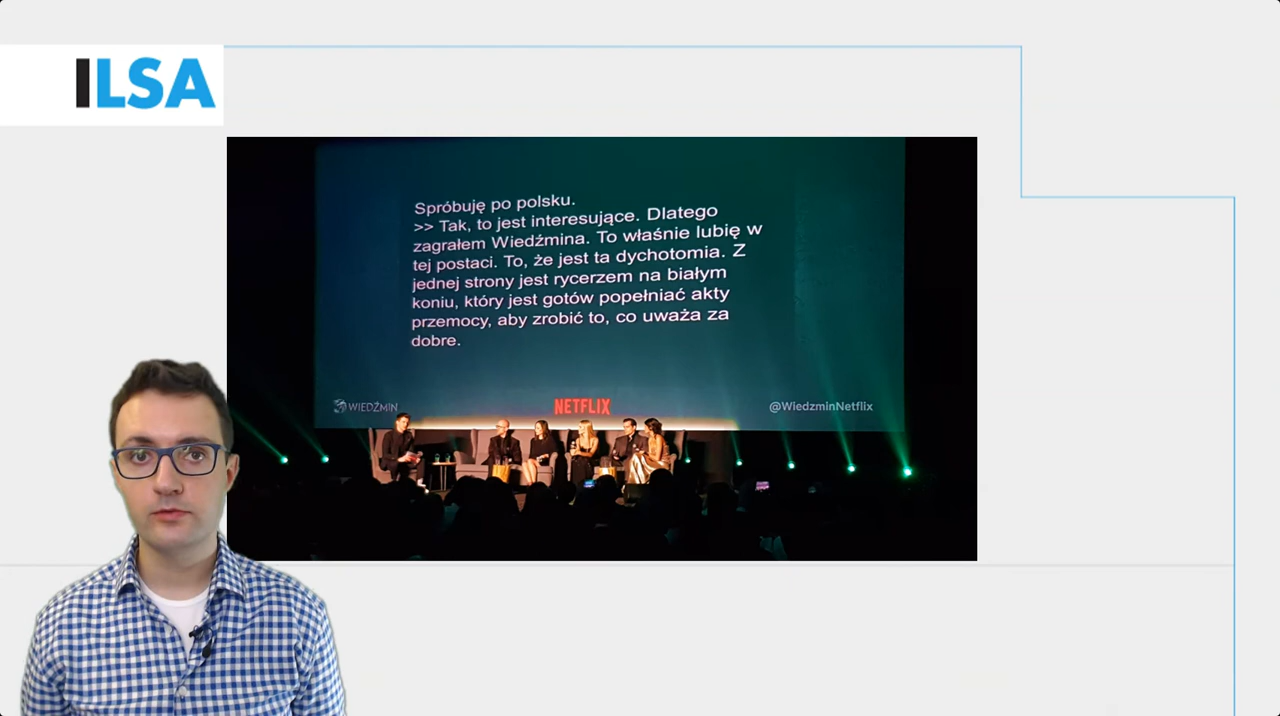 ILSA
Spróbuję po polsku.
>> Tak, to jest interesujące. Dlatego
zagrałem Wiedźmina. To właśnie lubię w
tej postaci. To, że jest ta dychotomia. Z
jednej strony jest rycerzem na białym
koniu, który jest gotów popełniać akty
przemocy, aby zrobić to, co uważa za
dobre.
WIEDŹMIN
NETFLIX
@WiedzminNetflix